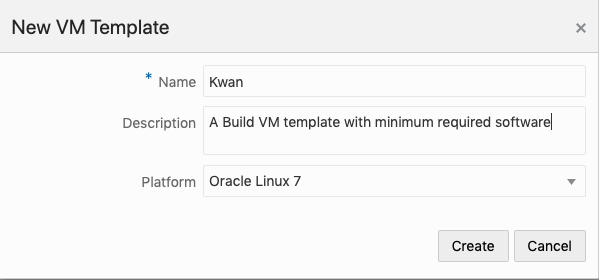 New VM Template
×
* Name
Kwan
Description
A Build VM template with minimum required software
Platform
Oracle Linux 7
Create
Cancel